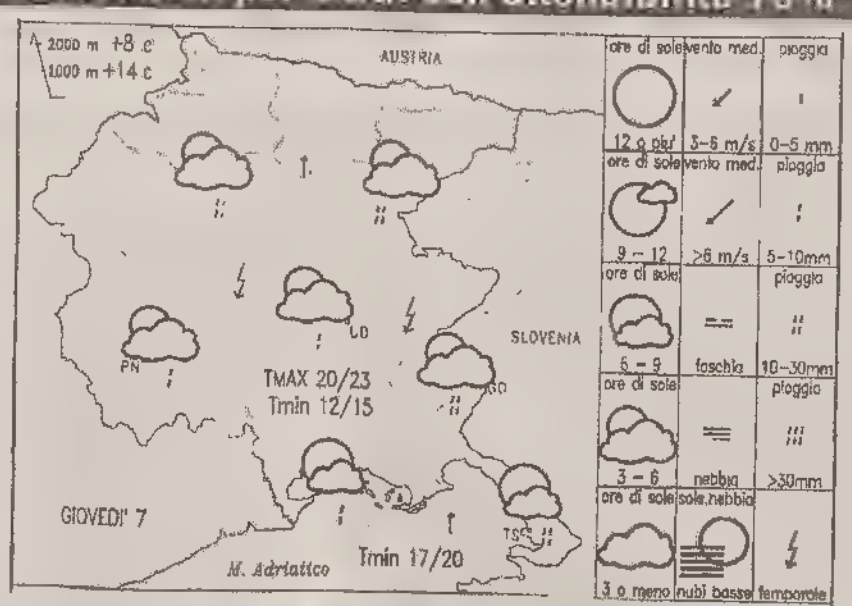 2000 m +8 c
1000 m +14 c
AUSTRIA
SLOVENIA
UD
PN
GO
TMAX 20/23
Tmin 12/15
GIOVEDI' 7
TS
M. Adriatico
Tmin 17/20
ore di sole vento med. pioggia
12 o piu' 3-6 m/s 0-5 mm
ore di sole vento med. pioggia
9 - 12 >6 m/s 5-10mm
ore di sole pioggia
6 - 9 foschia 10-30mm
ore di sole pioggia
3 - 6 nebbia >30mm
ore di sole sole,nebbia
3 o meno nubi basse temporale